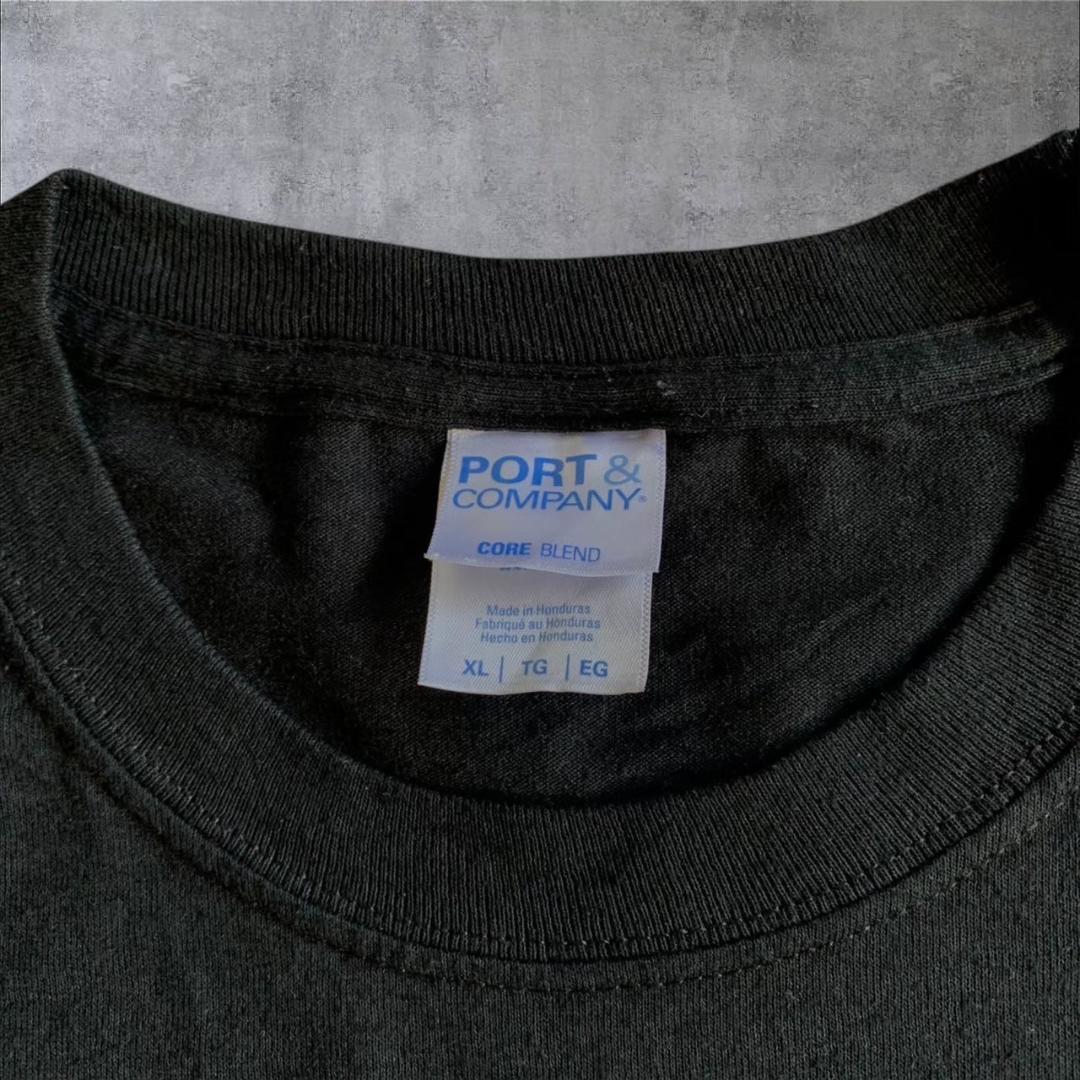 PORT &
COMPANY®
CORE BLEND
Made in Honduras
Fabriqué au Honduras
Hecho en Honduras
XL | TG | EG